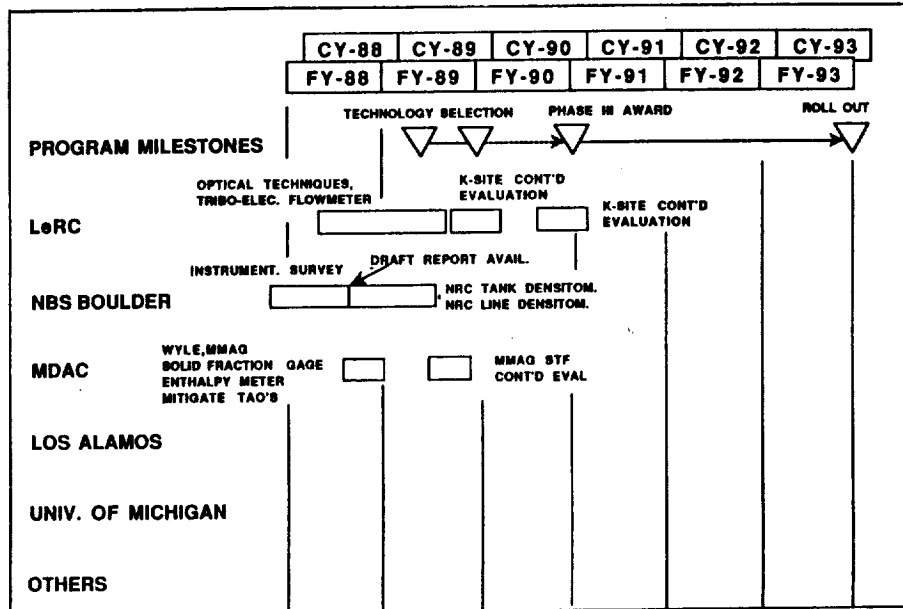 CY-88 CY-89 CY-90 CY-91 CY-92 CY-93
FY-88 FY-89 FY-90 FY-91 FY-92 FY-93
TECHNOLOGY SELECTION
PHASE III AWARD
ROLL OUT
PROGRAM MILESTONES
OPTICAL TECHNIQUES,
TRIBO-ELEC. FLOWMETER
K-SITE CONT'D
EVALUATION
K-SITE CONT'D
EVALUATION
LeRC
INSTRUMENT. SURVEY
DRAFT REPORT AVAIL.
NBS BOULDER
NRC TANK DENSITOM.
NRC LINE DENSITOM.
WYLE,MMAG
SOLID FRACTION GAGE
ENTHALPY METER
MITIGATE TAO'S
MDAC
MMAG STF
CONT'D EVAL
LOS ALAMOS
UNIV. OF MICHIGAN
OTHERS